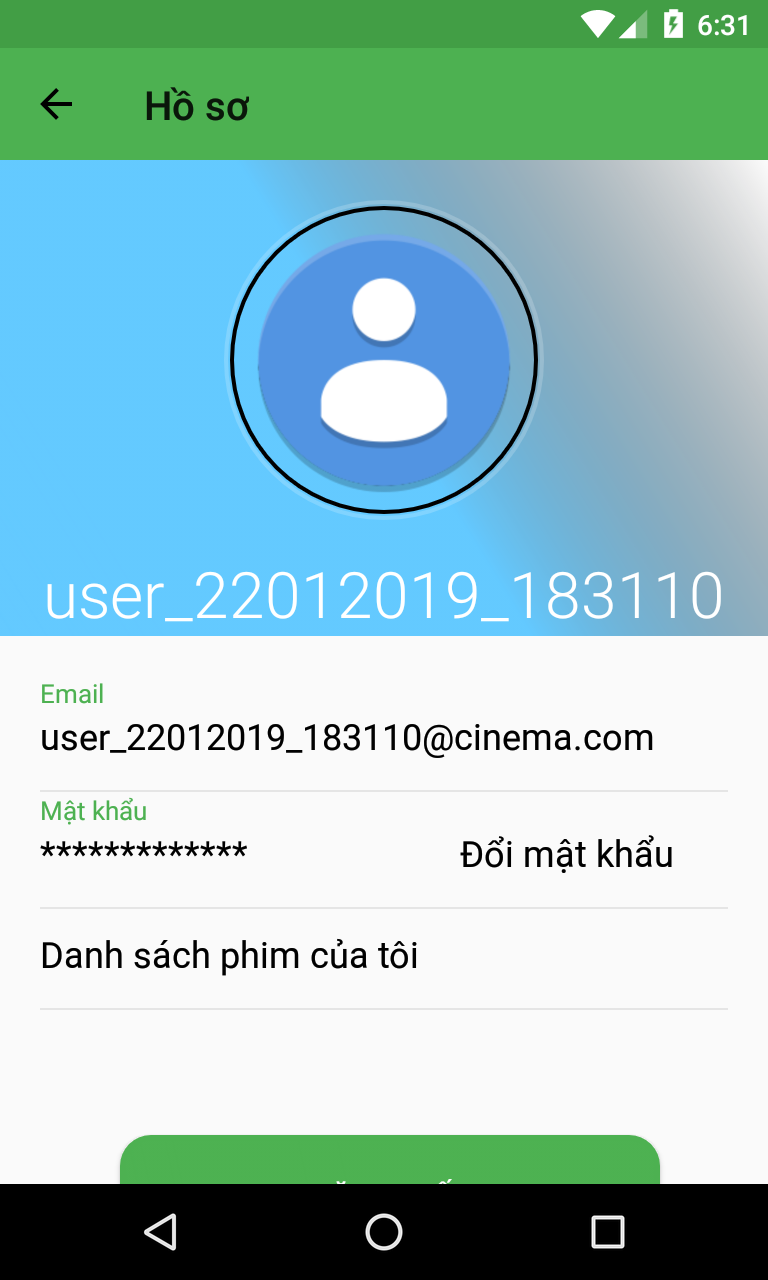 6:31
Hồ sơ
user_22012019_183110
Email
user_22012019_183110@cinema.com
Mật khẩu
************* Đổi mật khẩu
Danh sách phim của tôi